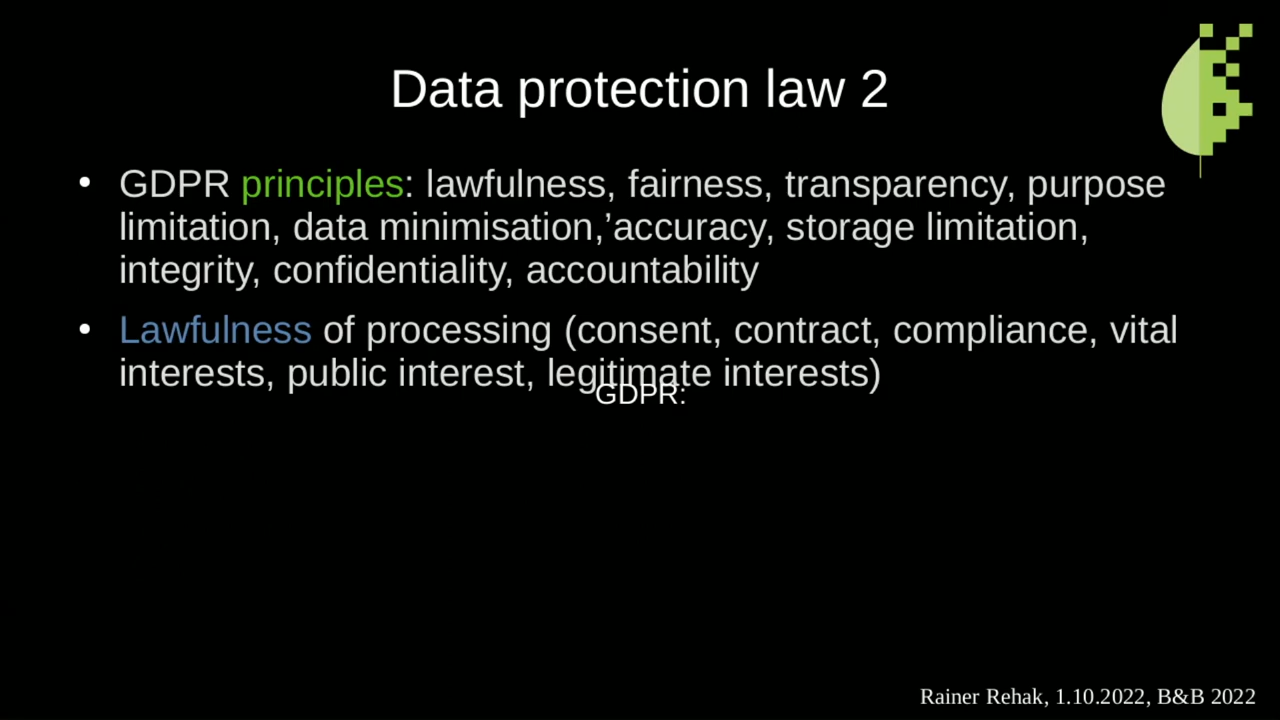 Data protection law 2
• GDPR principles: lawfulness, fairness, transparency, purpose
limitation, data minimisation,’accuracy, storage limitation,
integrity, confidentiality, accountability
• Lawfulness of processing (consent, contract, compliance, vital
interests, public interest, legitimate interests)
GDPR:
Rainer Rehak, 1.10.2022, B&B 2022